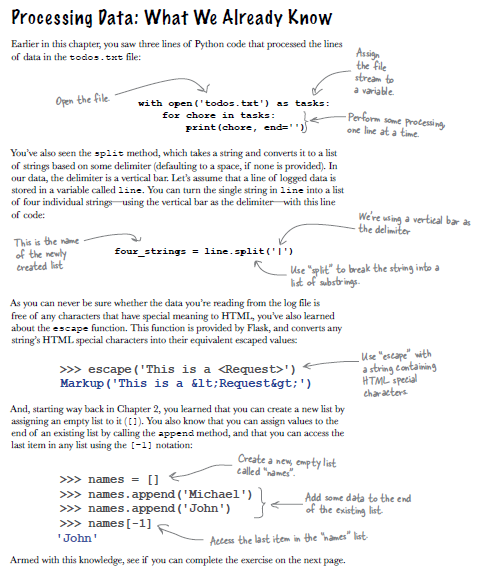 Processing Data: What We Already Know
Earlier in this chapter, you saw three lines of Python code that processed the lines
of data in the todos.txt file:
Assign
the file
stream to
a variable.
Open the file.
with open('todos.txt') as tasks:
for chore in tasks:
print(chore, end='')
Perform some processing,
one line at a time.
You've also seen the split method, which takes a string and converts it to a list
of strings based on some delimiter (defaulting to a space, if none is provided). In
our data, the delimiter is a vertical bar. Let's assume that a line of logged data is
stored in a variable called line. You can turn the single string in line into a list
of four individual strings—using the vertical bar as the delimiter—with this line
of code:
We're using a vertical bar as
the delimiter
This is the name
of the newly
created list
four_strings = line.split('|')
Use "split" to break the string into a
list of substrings.
As you can never be sure whether the data you're reading from the log file is
free of any characters that have special meaning to HTML, you've also learned
about the escape function. This function is provided by Flask, and converts any
string's HTML special characters into their equivalent escaped values:
>>> escape('This is a <Request>')
Markup('This is a &lt;Request&gt;')
Use "escape" with
a string containing
HTML special
characters.
And, starting way back in Chapter 2, you learned that you can create a new list by
assigning an empty list to it ([]). You also know that you can assign values to the
end of an existing list by calling the append method, and that you can access the
last item in any list using the [-1] notation:
Create a new, empty list
called "names".
>>> names = []
>>> names.append('Michael')
>>> names.append('John')
>>> names[-1]
'John'
Add some data to the end
of the existing list.
Access the last item in the "names" list.
Armed with this knowledge, see if you can complete the exercise on the next page.